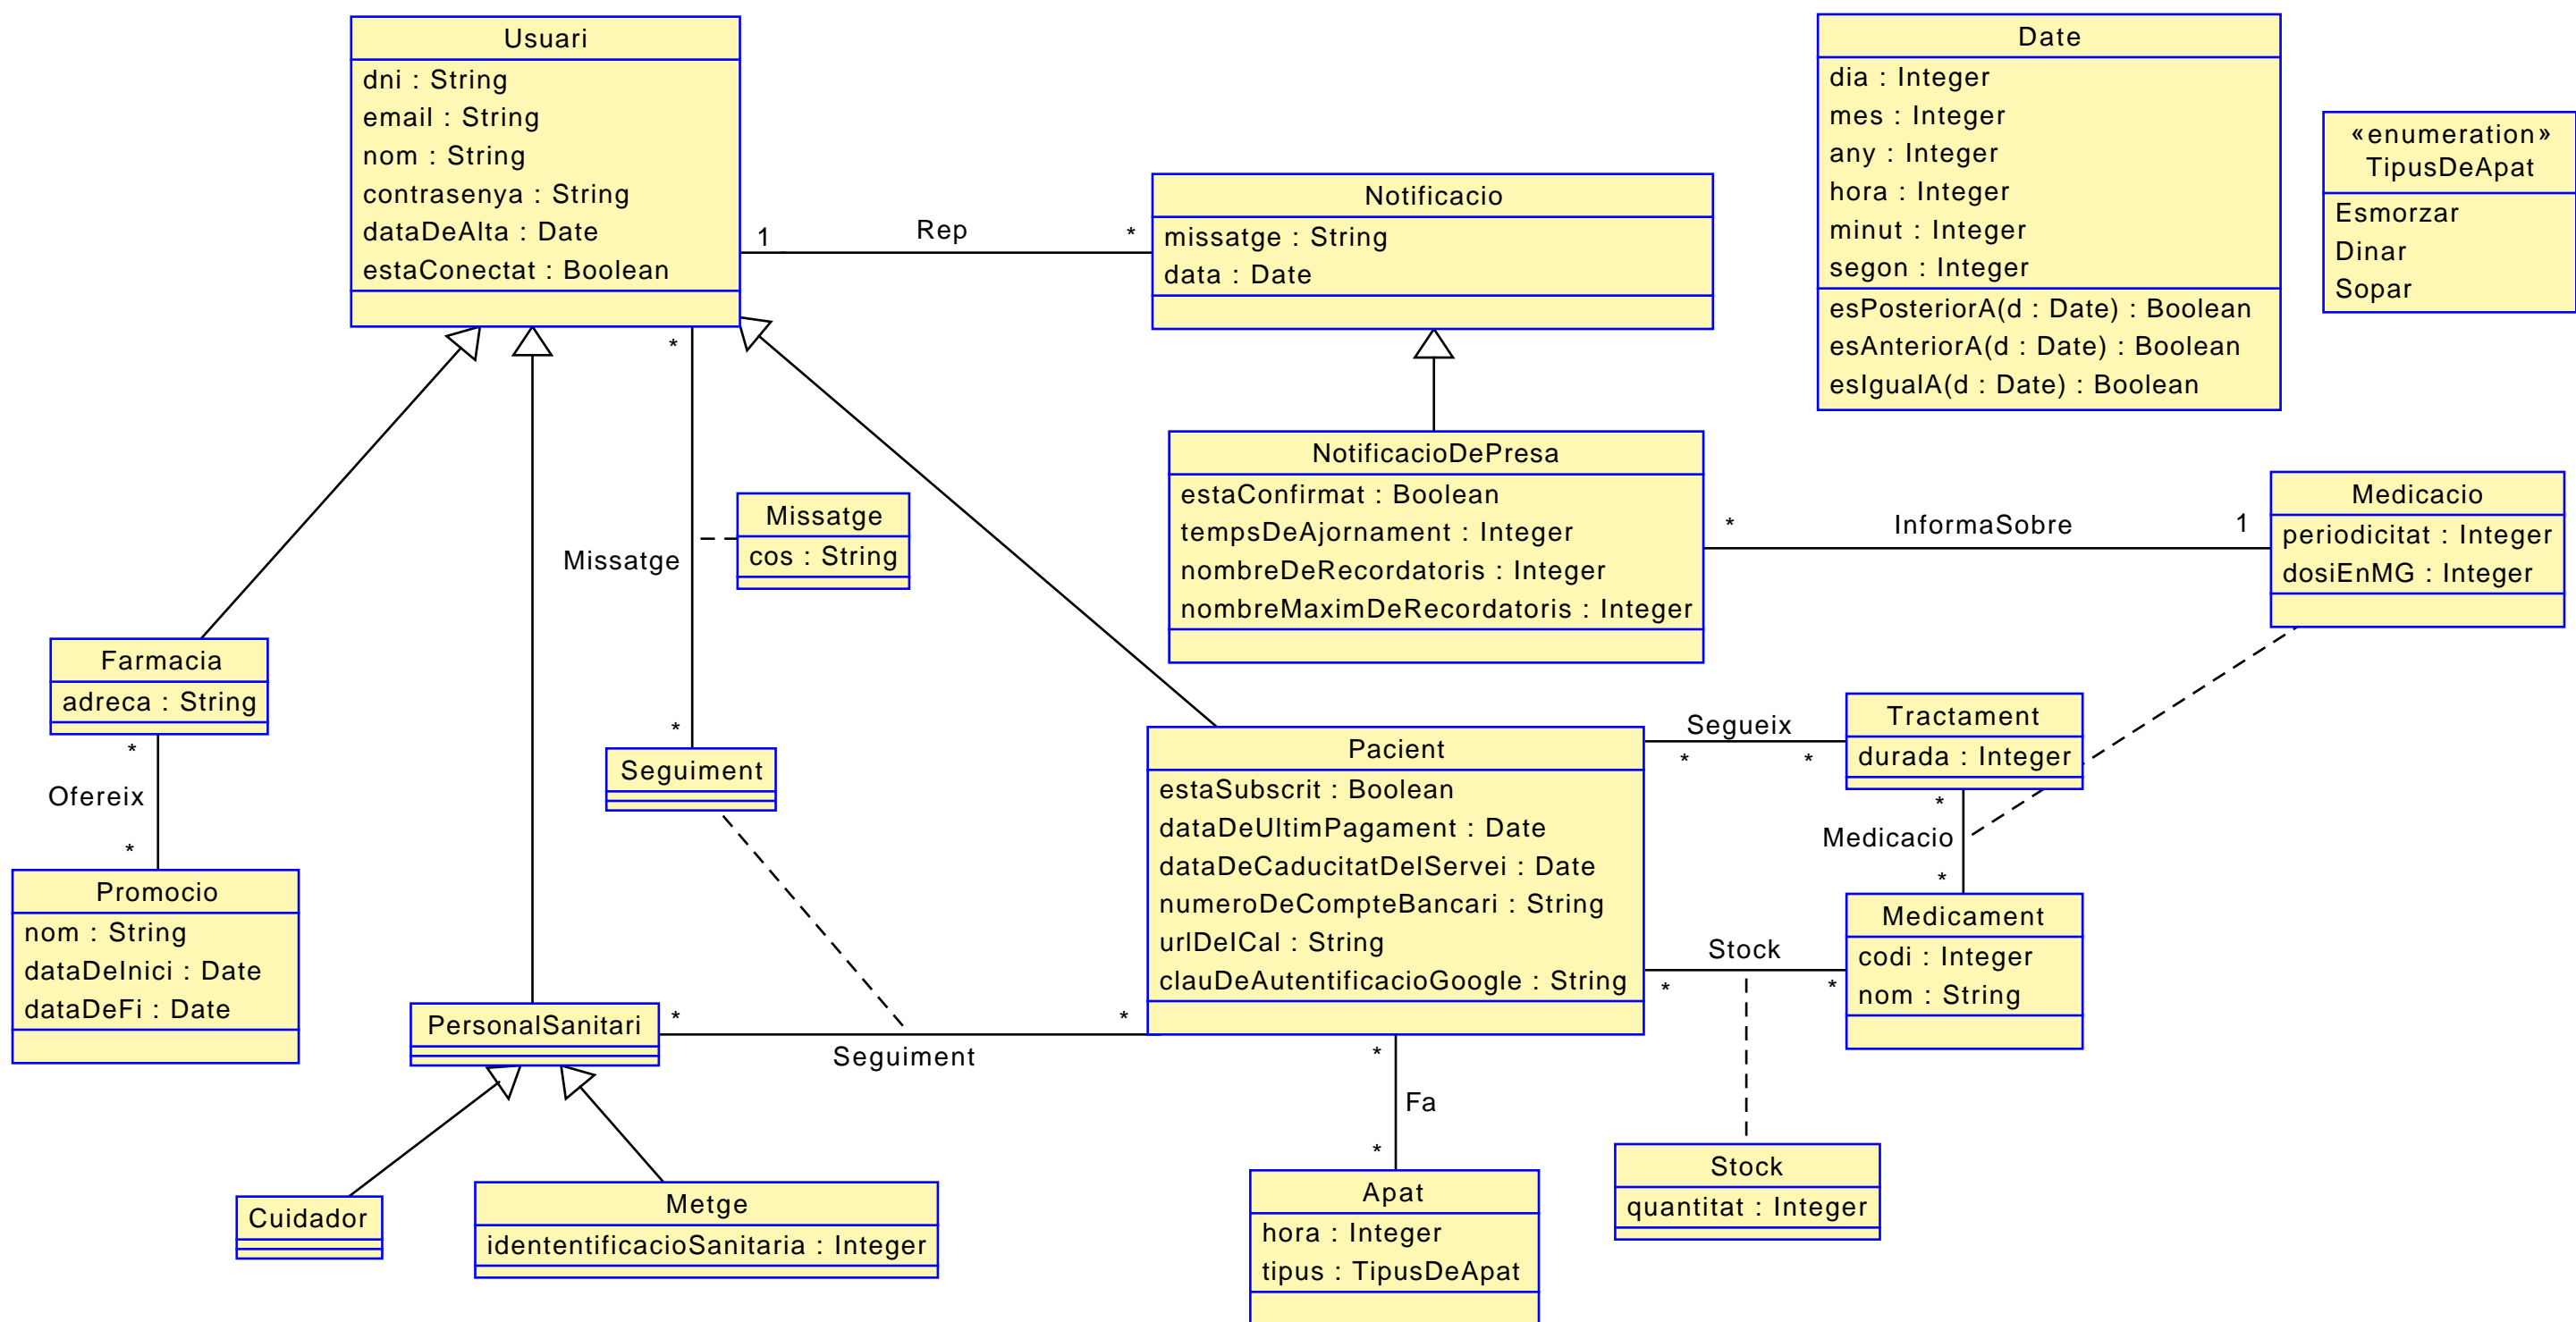 Usuari
dni : String
email : String
nom : String
contrasenya : String
dataDeAlta : Date
estaConectat : Boolean
1
Rep
*
Notificacio
missatge : String
data : Date
Date
dia : Integer
mes : Integer
any : Integer
hora : Integer
minut : Integer
segon : Integer
esPosteriorA(d : Date) : Boolean
esAnteriorA(d : Date) : Boolean
esIgualA(d : Date) : Boolean
«enumeration»
TipusDeApat
Esmorzar
Dinar
Sopar
*
Missatge
*
Missatge
cos : String
NotificacioDePresa
estaConfirmat : Boolean
tempsDeAjornament : Integer
nombreDeRecordatoris : Integer
nombreMaximDeRecordatoris : Integer
*
InformaSobre
1
Medicacio
periodicitat : Integer
dosiEnMG : Integer
Farmacia
adreca : String
*
Ofereix
*
Promocio
nom : String
dataDeInici : Date
dataDeFi : Date
Seguiment
Pacient
estaSubscrit : Boolean
dataDeUltimPagament : Date
dataDeCaducitatDelServei : Date
numeroDeCompteBancari : String
urlDeICal : String
clauDeAutentificacioGoogle : String
Segueix
*
*
Tractament
durada : Integer
*
Medicacio
*
Medicament
codi : Integer
nom : String
Stock
*
*
PersonalSanitari
*
Seguiment
*
*
Fa
*
Cuidador
Metge
idententificacioSanitaria : Integer
Apat
hora : Integer
tipus : TipusDeApat
Stock
quantitat : Integer